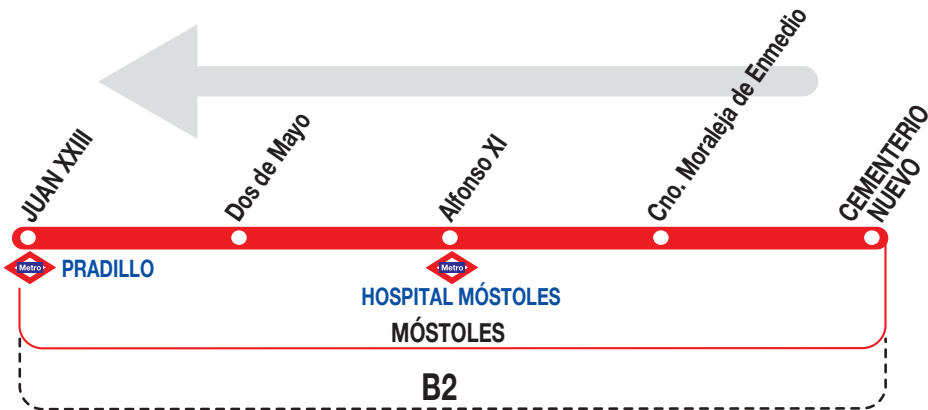 JUAN XXIII
Dos de Mayo
Alfonso XI
Cno. Moraleja de Enmedio
CEMENTERIO
NUEVO
Metro
PRADILLO
Metro
HOSPITAL MÓSTOLES
MÓSTOLES
B2